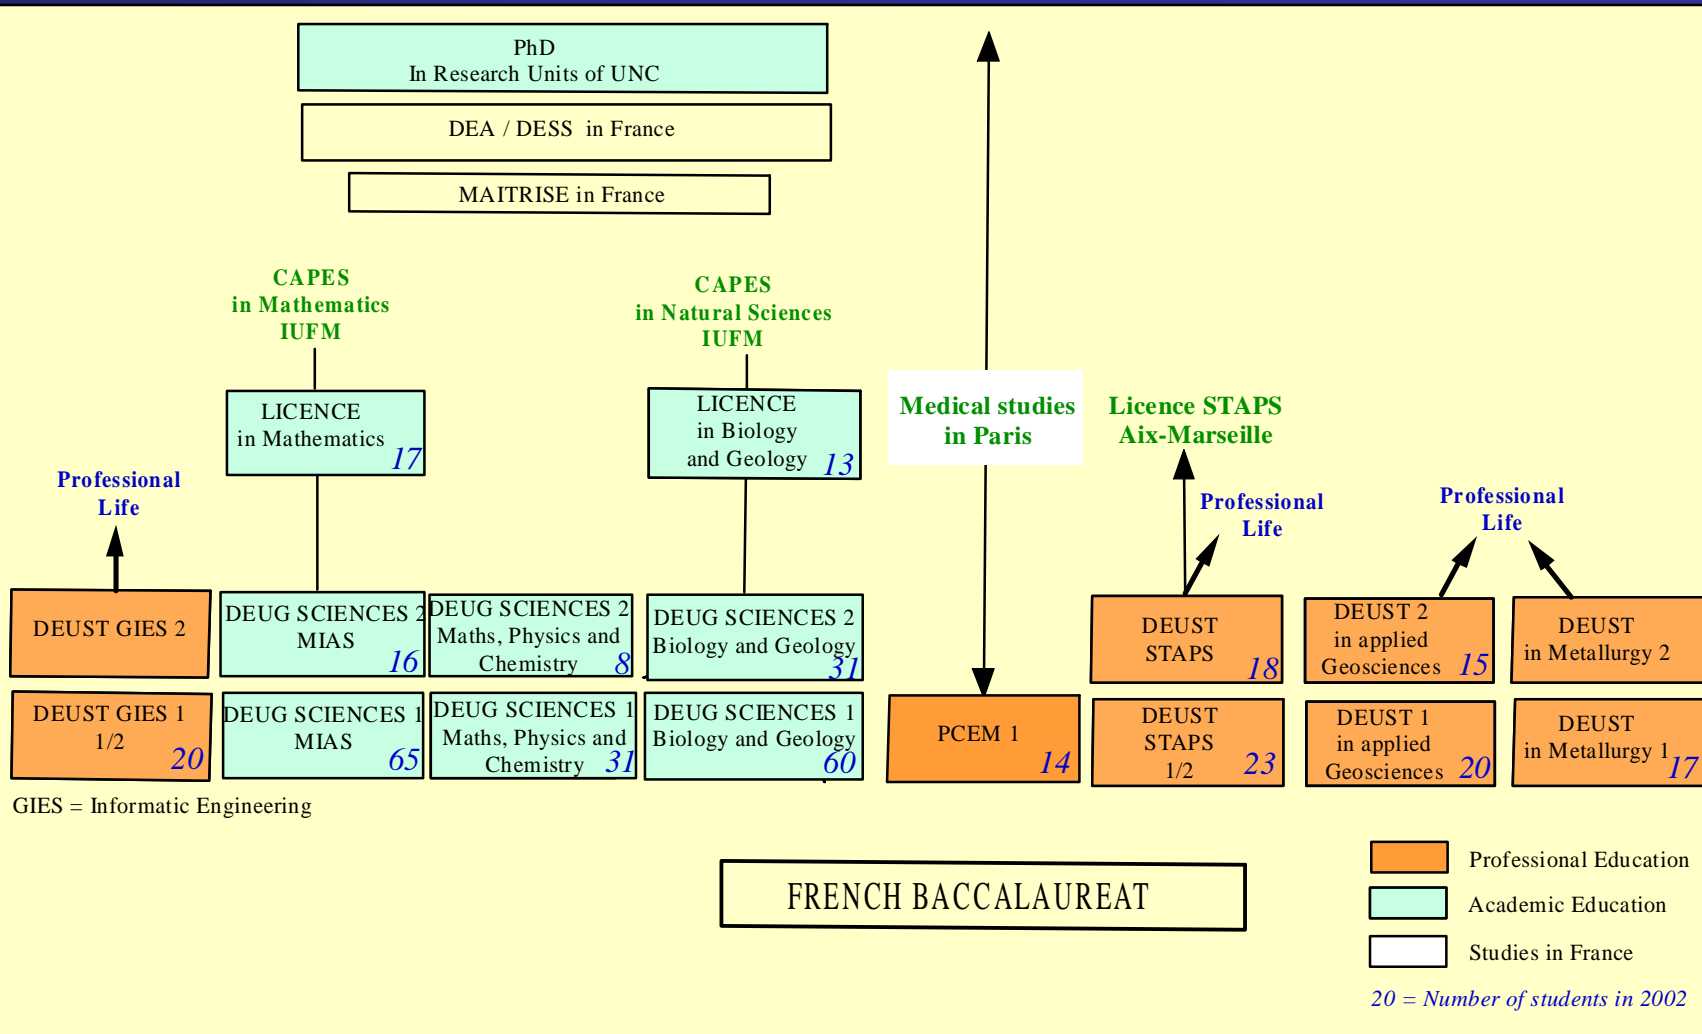 PhD
In Research Units of UNC
DEA / DESS in France
MAITRISE in France
CAPES
in Mathematics
IUFM
CAPES
in Natural Sciences
IUFM
LICENCE
in Mathematics
17
LICENCE
in Biology
and Geology
13
Medical studies
in Paris
Licence STAPS
Aix-Marseille
Professional
Life
Professional
Life
Professional
Life
DEUST GIES 2
DEUG SCIENCES 2
MIAS
16
DEUG SCIENCES 2
Maths, Physics and
Chemistry 8
DEUG SCIENCES 2
Biology and Geology
31
DEUST
STAPS
18
DEUST 2
in applied
Geosciences 15
DEUST
in Metallurgy 2
DEUST GIES 1
1/2
20
DEUG SCIENCES 1
MIAS
65
DEUG SCIENCES 1
Maths, Physics and
Chemistry 31
DEUG SCIENCES 1
Biology and Geology
60
PCEM 1
14
DEUST
STAPS
1/2 23
DEUST 1
in applied
Geosciences 20
DEUST
in Metallurgy 1
17
GIES = Informatic Engineering
FRENCH BACCALAUREAT
Professional Education
Academic Education
Studies in France
20 = Number of students in 2002